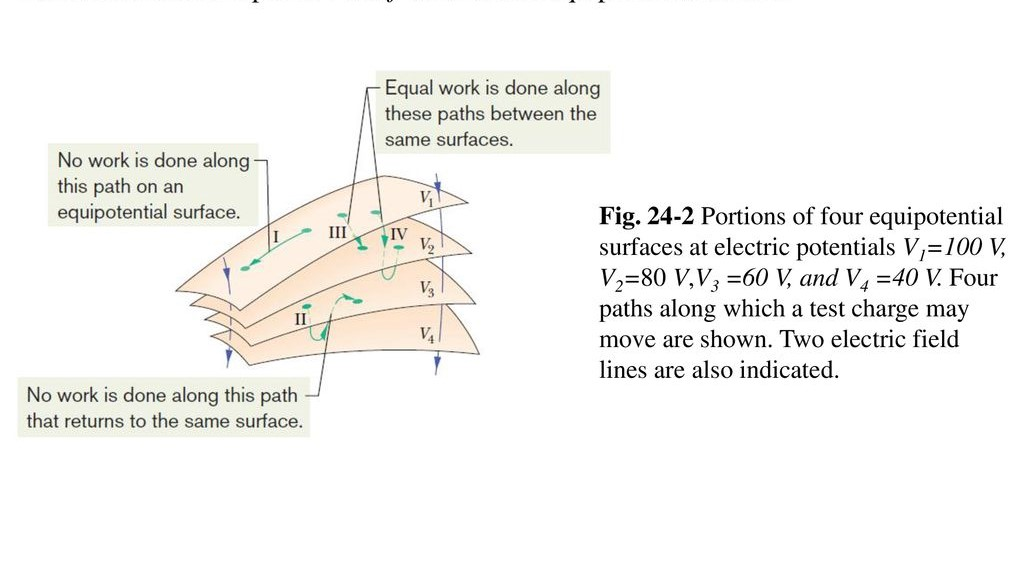 Equal work is done along
these paths between the
same surfaces.
No work is done along
this path on an
equipotential surface.
I
III
IV
II
V1
V2
V3
V4
No work is done along this path
that returns to the same surface.
Fig. 24-2 Portions of four equipotential
surfaces at electric potentials V1=100 V,
V2=80 V,V3 =60 V, and V4 =40 V. Four
paths along which a test charge may
move are shown. Two electric field
lines are also indicated.